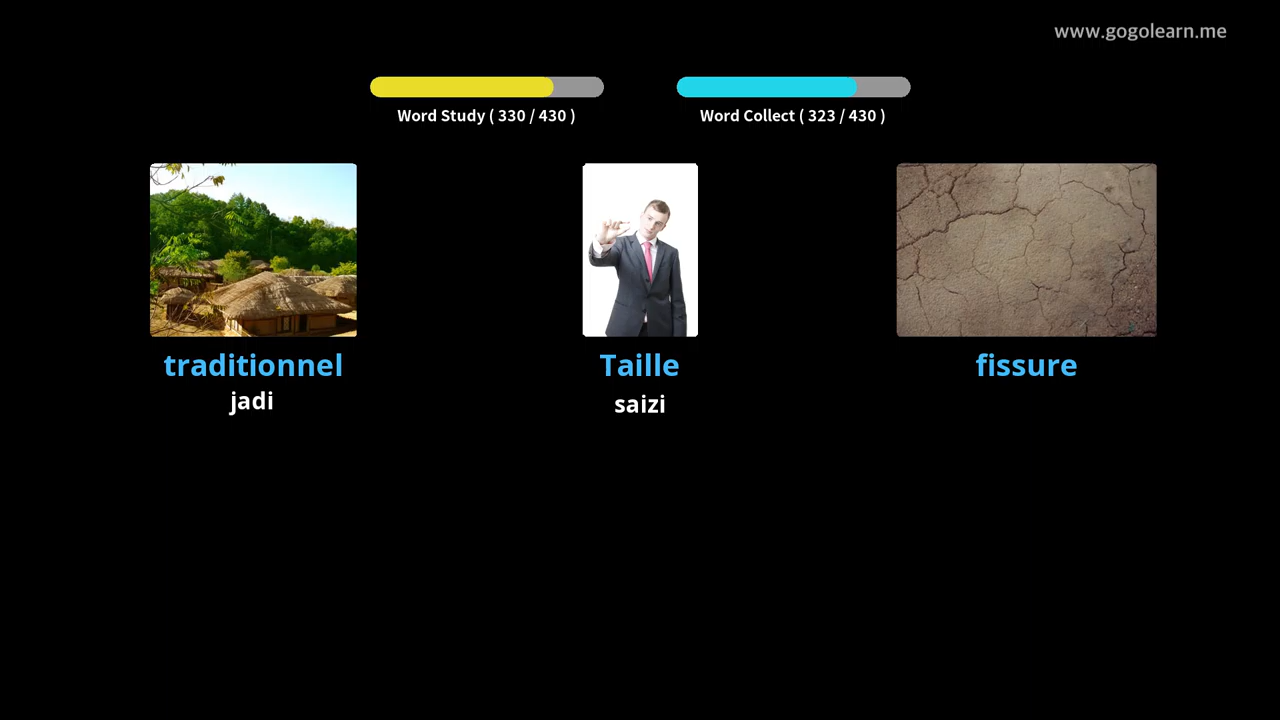 www.gogolearn.me
Word Study ( 330 / 430 )
Word Collect ( 323 / 430 )
traditionnel
jadi
Taille
saizi
fissure